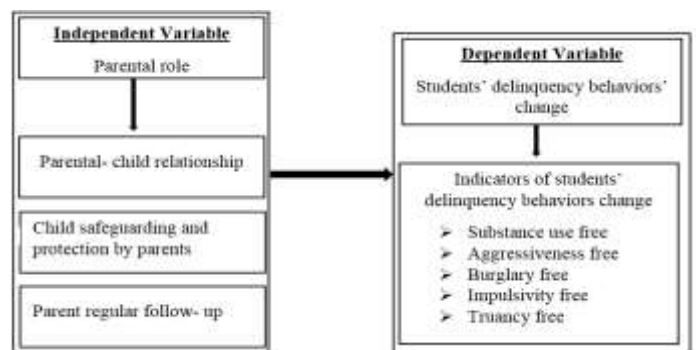 Independent Variable
Parental role
Parental- child relationship
Child safeguarding and
protection by parents
Parent regular follow- up
Dependent Variable
Students' delinquency behaviors'
change
Indicators of students'
delinquency behaviors change
➢ Substance use free
➢ Aggressiveness free
➢ Burglary free
➢ Impulsivity free
➢ Truancy free